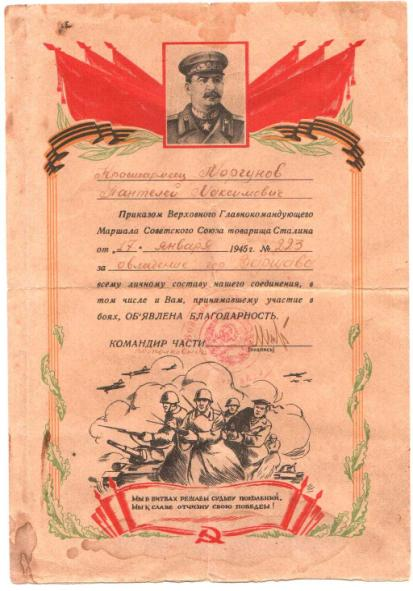 Красноармеец Моргунов
Пантелей Максимович
Приказом Верховного Главнокомандующего
Маршала Советского Союза товарища Сталина
от „17" января 1945г. № 223
за овладение гор Варшава
всему личному составу нашего соединения, в
том числе и Вам, принимавшему участие в
боях, ОБ'ЯВЛЕНА БЛАГОДАРНОСТЬ.
КОМАНДИР ЧАСТИ
(подпись)
МЫ В БИТВАХ РЕШАЕМ СУДЬБУ ПОКОЛЕНИЙ,
МЫ К СЛАВЕ ОТЧИЗНУ СВОЮ ПОВЕДЕМ!